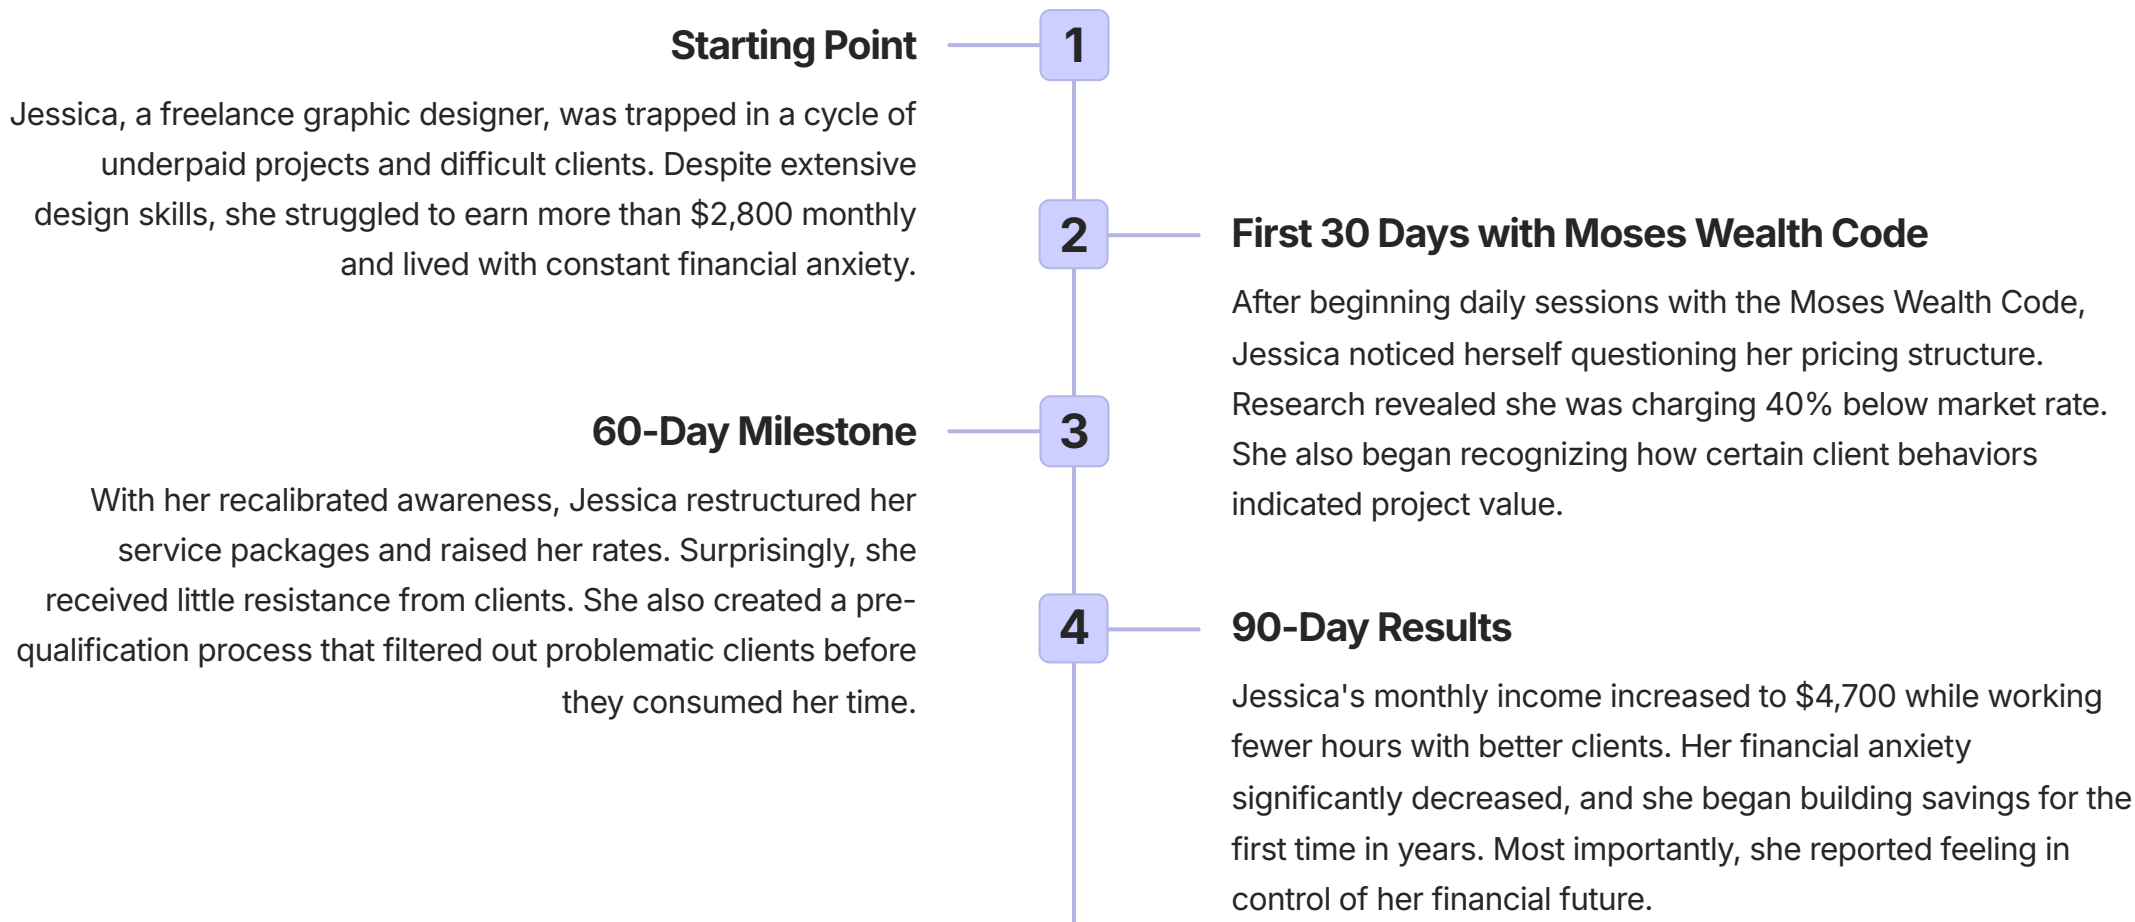 Starting Point
1
Jessica, a freelance graphic designer, was trapped in a cycle of
underpaid projects and difficult clients. Despite extensive
design skills, she struggled to earn more than $2,800 monthly
and lived with constant financial anxiety.
2
First 30 Days with Moses Wealth Code
After beginning daily sessions with the Moses Wealth Code,
Jessica noticed herself questioning her pricing structure.
Research revealed she was charging 40% below market rate.
She also began recognizing how certain client behaviors
indicated project value.
60-Day Milestone
3
With her recalibrated awareness, Jessica restructured her
service packages and raised her rates. Surprisingly, she
received little resistance from clients. She also created a pre-
qualification process that filtered out problematic clients before
they consumed her time.
4
90-Day Results
Jessica's monthly income increased to $4,700 while working
fewer hours with better clients. Her financial anxiety
significantly decreased, and she began building savings for the
first time in years. Most importantly, she reported feeling in
control of her financial future.